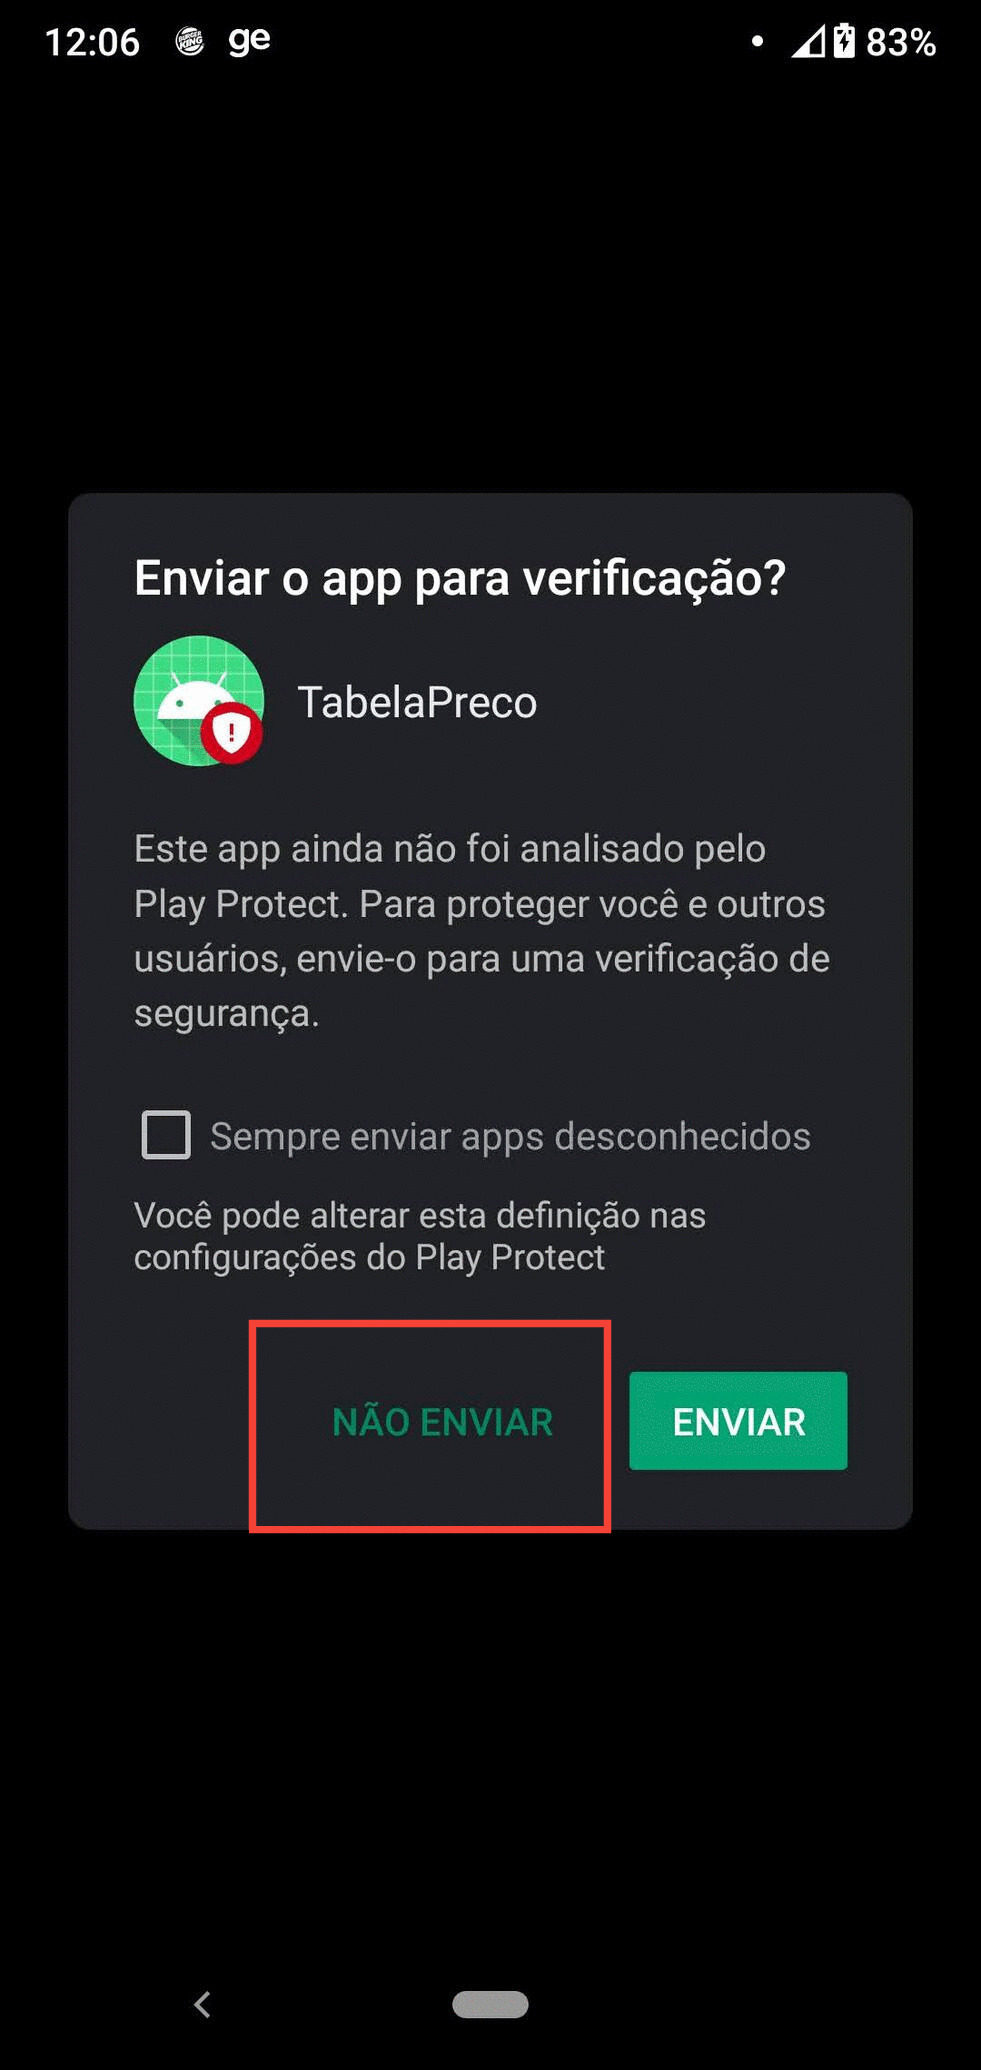 12:06 BURGER KING ge 83%
Enviar o app para verificação?
TabelaPreco
Este app ainda não foi analisado pelo
Play Protect. Para proteger você e outros
usuários, envie-o para uma verificação de
segurança.
Sempre enviar apps desconhecidos
Você pode alterar esta definição nas
configurações do Play Protect
NÃO ENVIAR ENVIAR